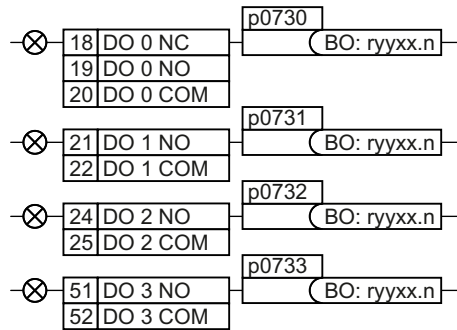 p0730
18 DO 0 NC BO: ryyxx.n
19 DO 0 NO
20 DO 0 COM
p0731
21 DO 1 NO BO: ryyxx.n
22 DO 1 COM
p0732
24 DO 2 NO BO: ryyxx.n
25 DO 2 COM
p0733
51 DO 3 NO BO: ryyxx.n
52 DO 3 COM